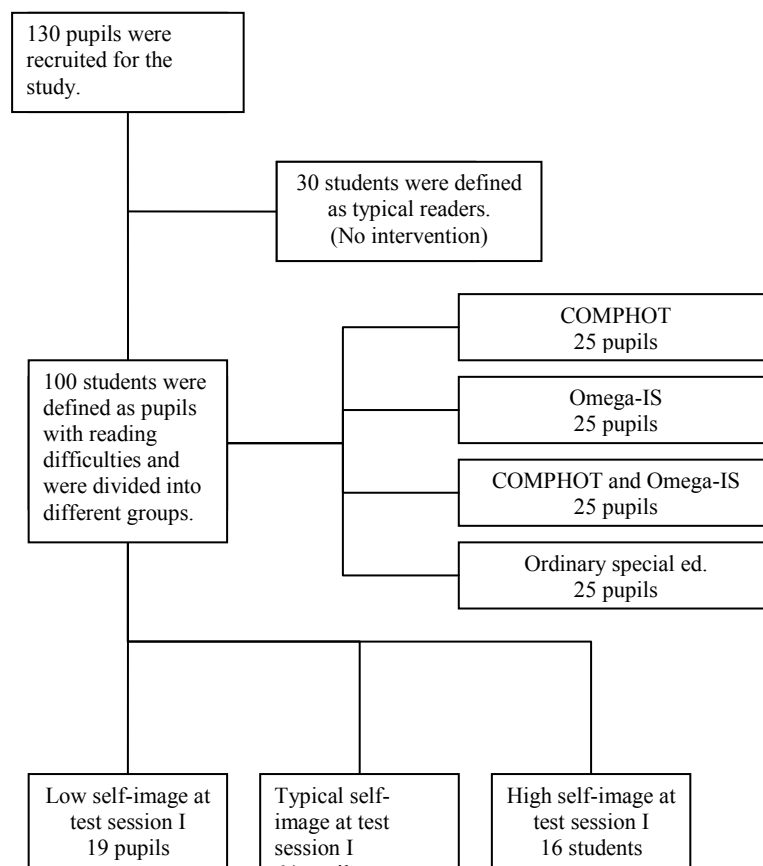 130 pupils were
recruited for the
study.
30 students were defined
as typical readers.
(No intervention)
COMPHOT
25 pupils
Omega-IS
25 pupils
COMPHOT and Omega-IS
25 pupils
Ordinary special ed.
25 pupils
100 students were
defined as pupils
with reading
difficulties and
were divided into
different groups.
Low self-image at
test session I
19 pupils
Typical self-
image at test
session I
High self-image at
test session I
16 students